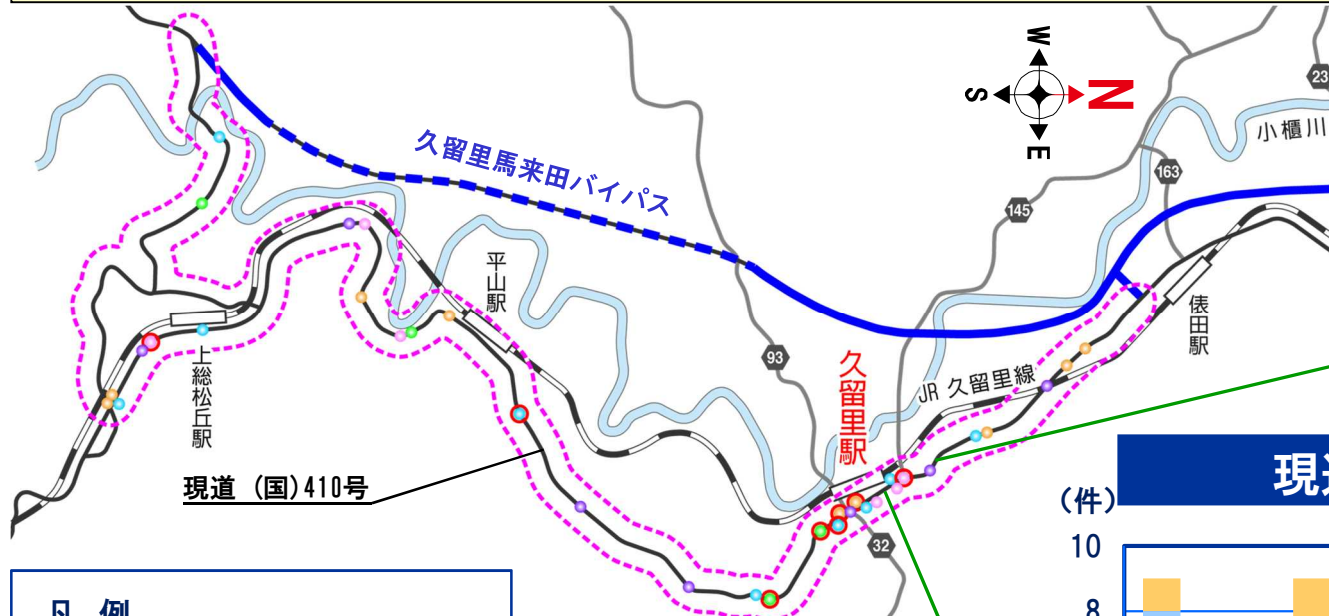 W
S
N
E
23
小櫃川
163
145
久留里馬来田バイパス
平山駅
俵田駅
93
久留里駅
JR 久留里線
上総松丘駅
現道 (国)410号
32
(件)
10
8
凡 例